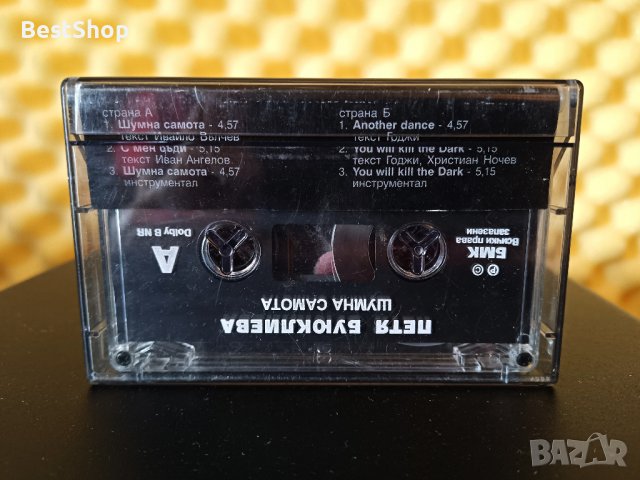 BestShop
страна А
1. Шумна самота - 4,57
текст Ивайло Вълчев
2. С мен бъди - 5,15
текст Иван Ангелов
3. Шумна самота - 4,57
инструментал
страна Б
1. Another dance - 4,57
текст Годжи
2. You will kill the Dark - 5,15
текст Годжи, Християн Ночев
3. You will kill the Dark - 5,15
инструментал
ПЕТЯ БУЮКЛИЕВА
ШУМНА САМОТА
A
Dolby B NR
P C
БМК
Всички права
запазени
BAZAR